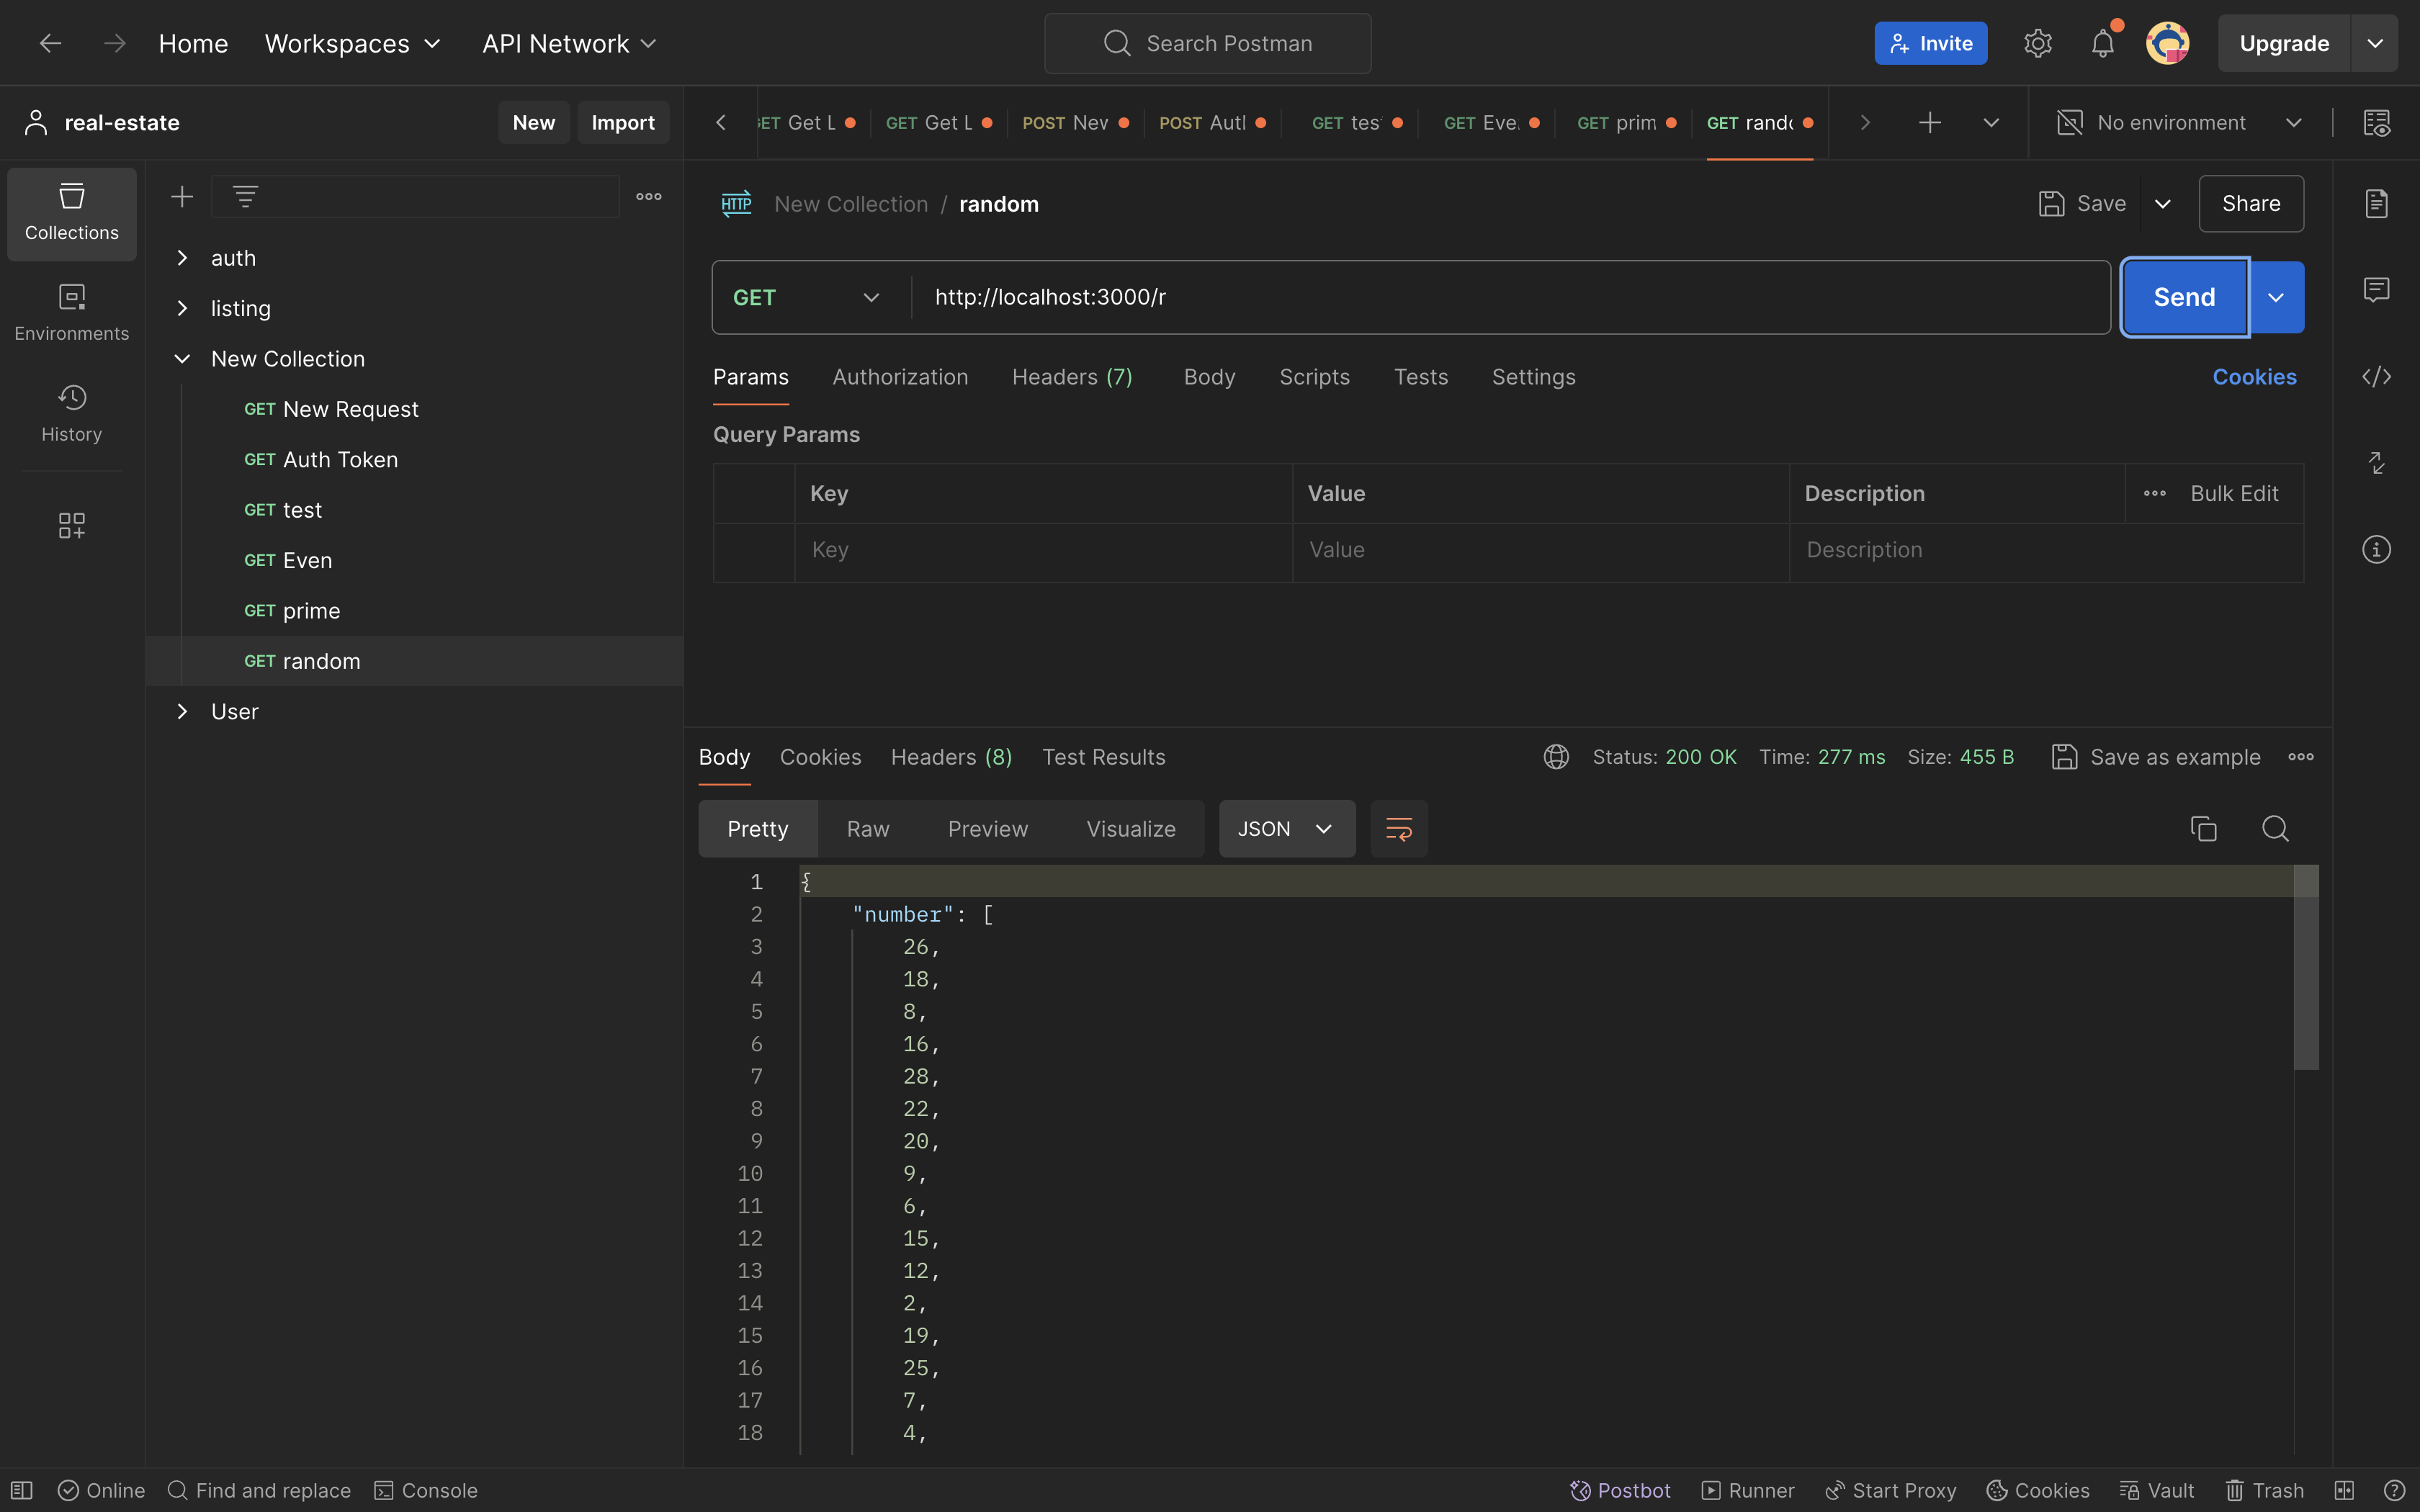 Home Workspaces API Network Search Postman Invite Upgrade
real-estate New Import
GET Get L GET Get L POST New POST Autl GET tes GET Eve. GET prim GET rand No environment
Collections
Environments
History
auth
listing
New Collection
GET New Request
GET Auth Token
GET test
GET Even
GET prime
GET random
User
HTTP New Collection / random Save Share
GET http://localhost:3000/r Send
Params Authorization Headers (7) Body Scripts Tests Settings Cookies
Query Params
Key Value Description Bulk Edit
Key Value Description
Body Cookies Headers (8) Test Results Status: 200 OK Time: 277 ms Size: 455 B Save as example
Pretty Raw Preview Visualize JSON
1 {
2 "number": [
3 26,
4 18,
5 8,
6 16,
7 28,
8 22,
9 20,
10 9,
11 6,
12 15,
13 12,
14 2,
15 19,
16 25,
17 7,
18 4,
Online Find and replace Console Postbot Runner Start Proxy Cookies Vault Trash